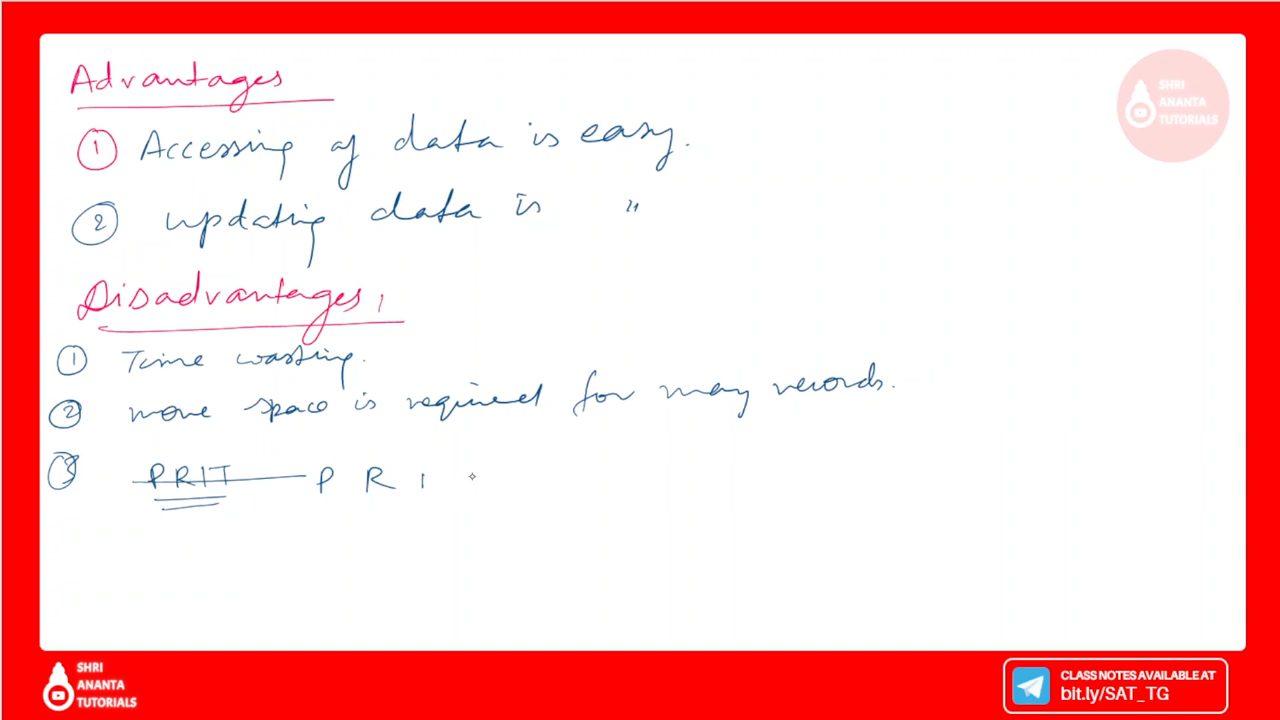 Advantages
SHRI
ANANTA
TUTORIALS
① Accessing of data is easy.
② updating data is "
Disadvantages,
① Time wasting.
② more space is required for many records.
③ PRIT P R I
SHRI
ANANTA
TUTORIALS
CLASS NOTES AVAILABLE AT
bit.ly/SAT_TG